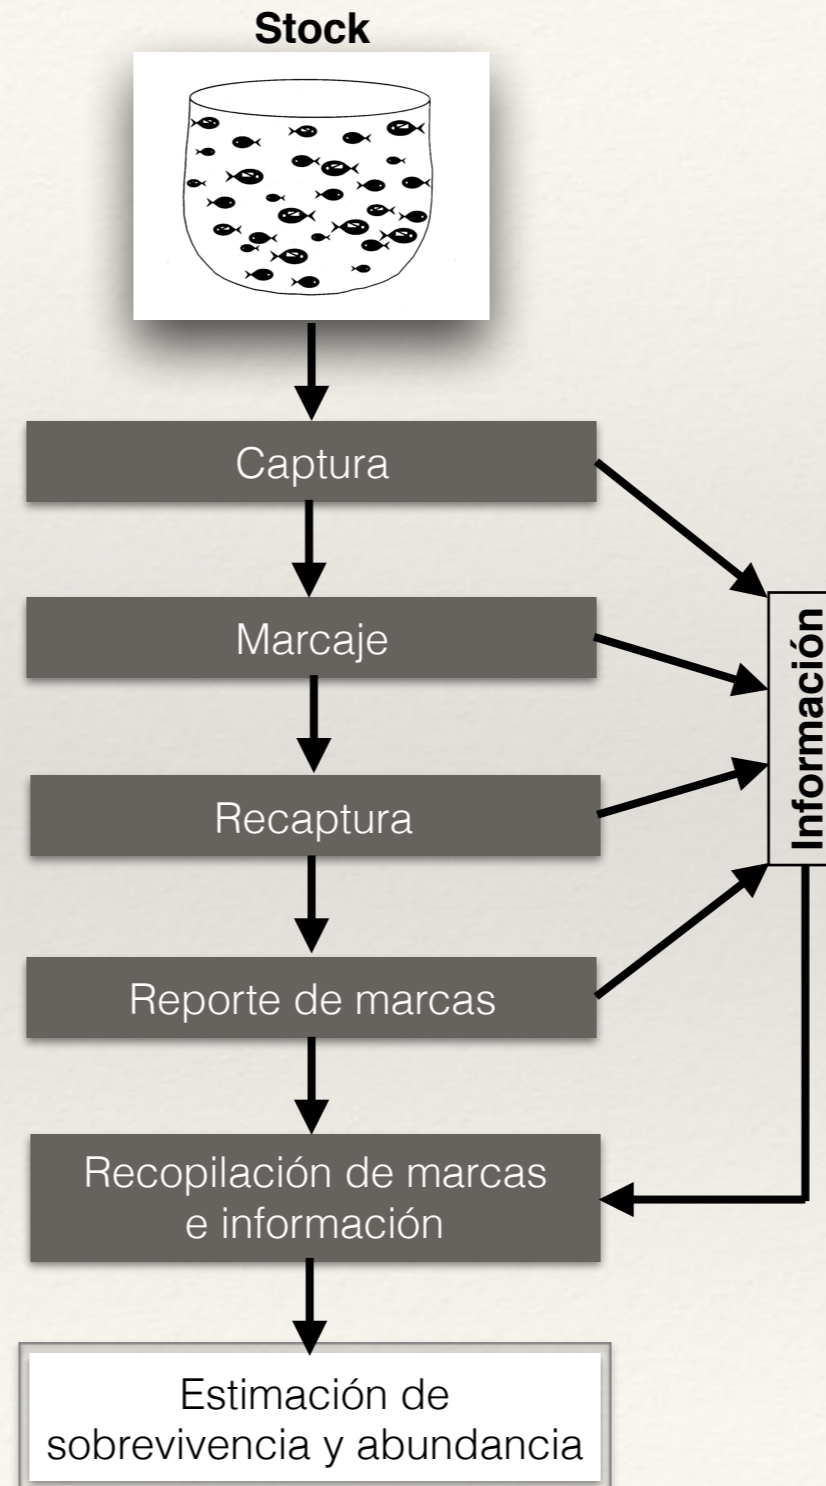 Stock
Captura
Marcaje
Información
Recaptura
Reporte de marcas
Recopilación de marcas
e información
Estimación de
sobrevivencia y abundancia